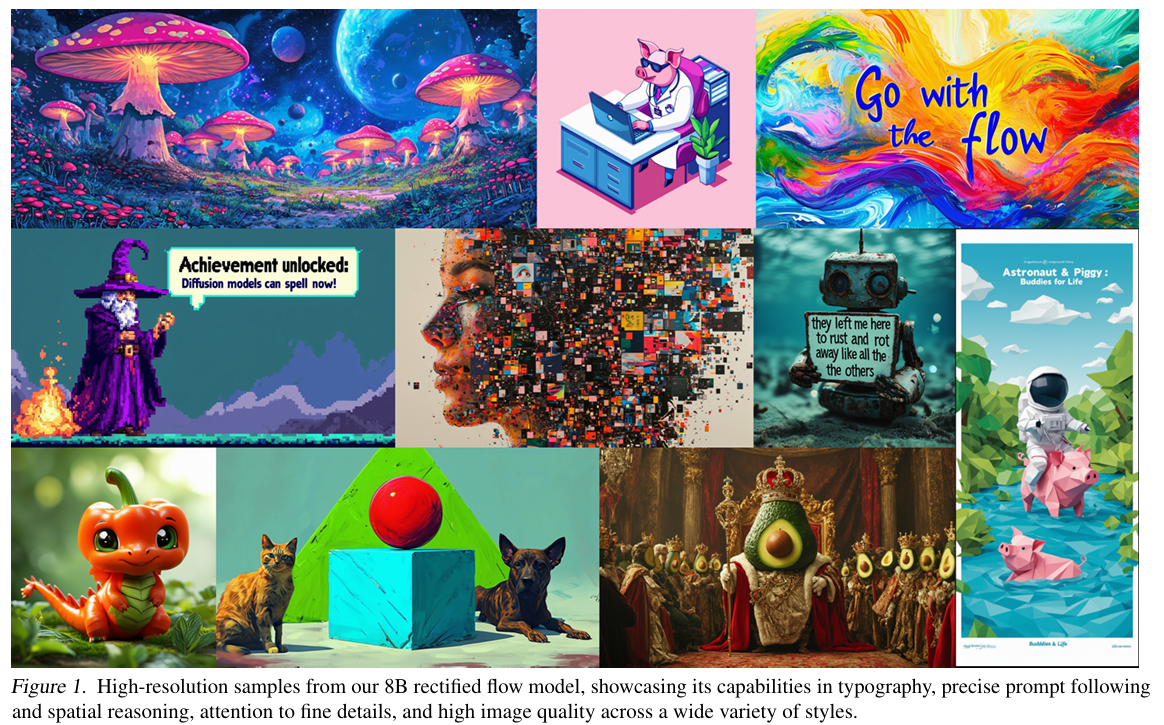 Go with
the flow
Achievement unlocked:
Diffusion models can spell now!
they left me here
to rust and rot
away like all the
the others
Astronaut & Piggy :
Buddies for Life
Buddies & Life
Figure 1. High-resolution samples from our 8B rectified flow model, showcasing its capabilities in typography, precise prompt following
and spatial reasoning, attention to fine details, and high image quality across a wide variety of styles.